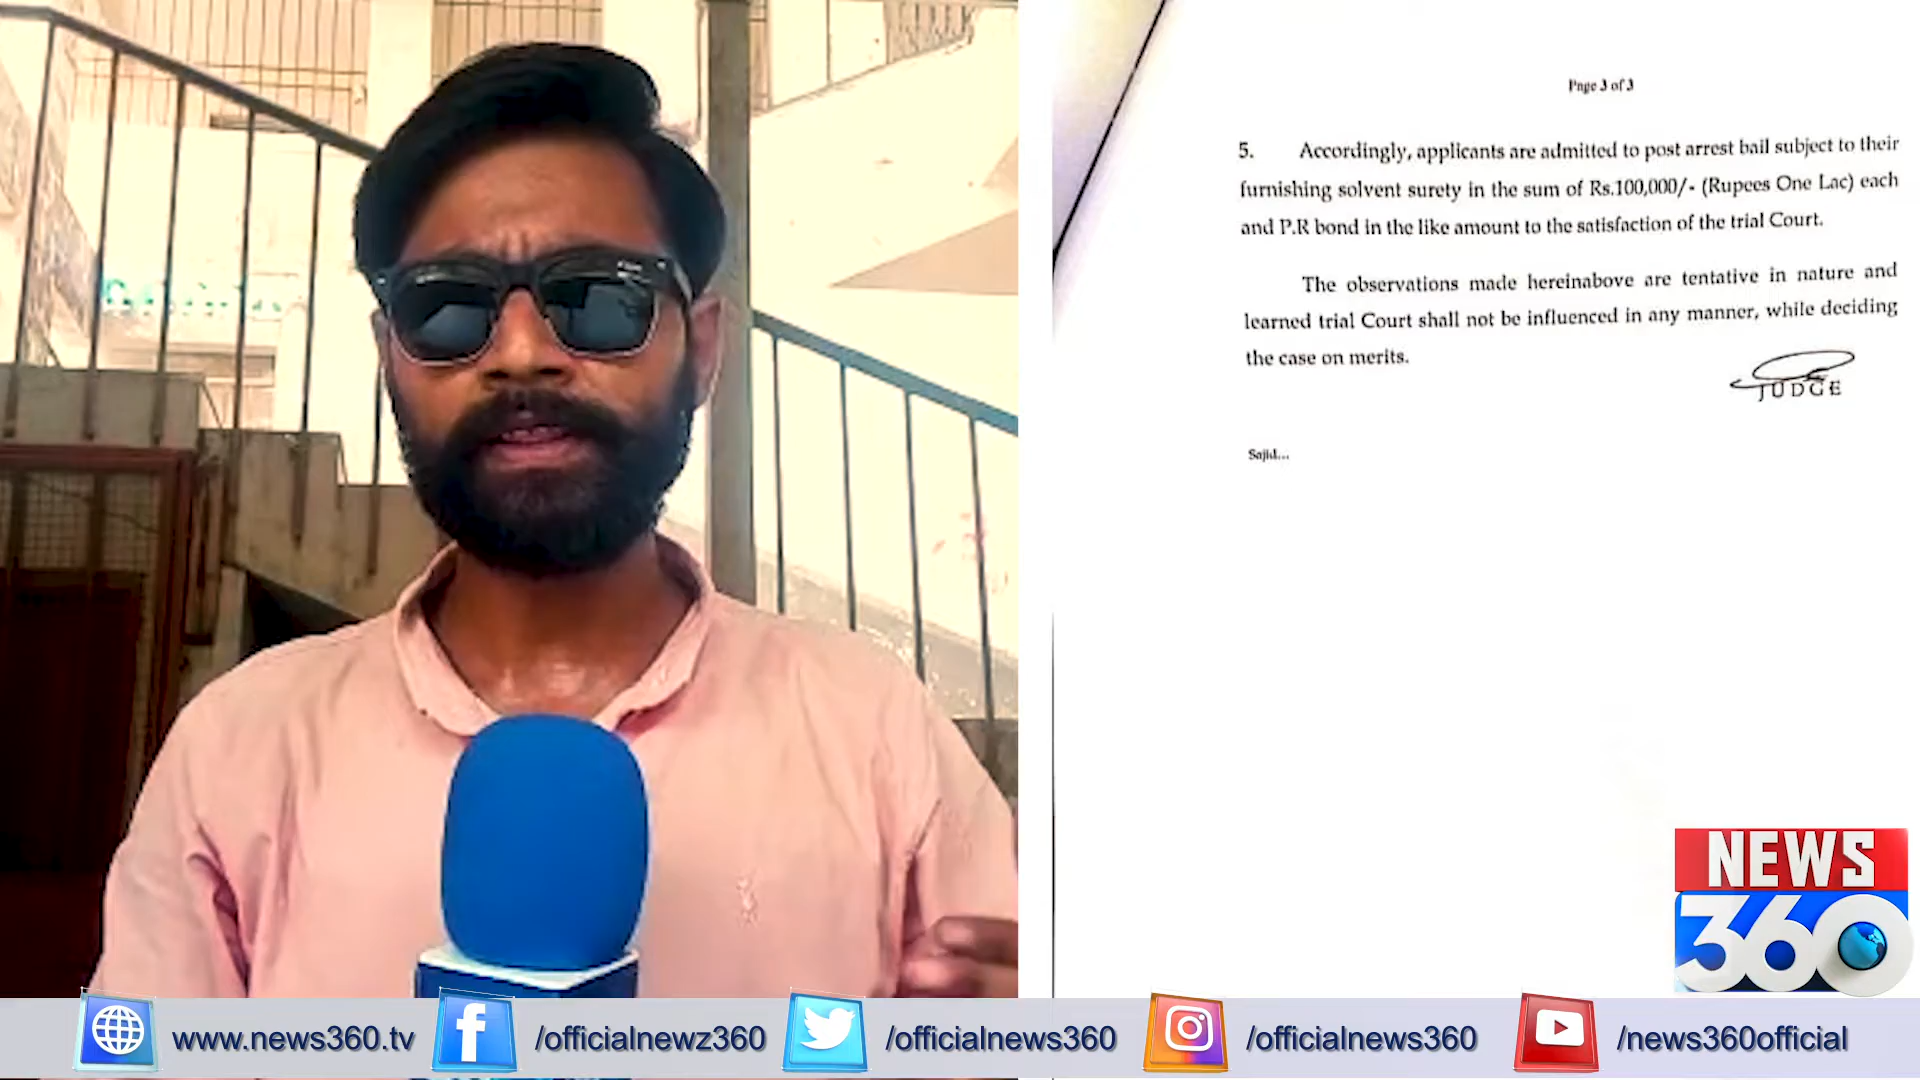 Page 3 of 3
5. Accordingly, applicants are admitted to post arrest bail subject to their
furnishing solvent surety in the sum of Rs.100,000/- (Rupees One Lac) each
and P.R bond in the like amount to the satisfaction of the trial Court.
The observations made hereinabove are tentative in nature and
learned trial Court shall not be influenced in any manner, while deciding
the case on merits.
JUDGE
Sajid...
NEWS
360
www.news360.tv
/officialnewz360
/officialnews360
/officialnews360
/news360official